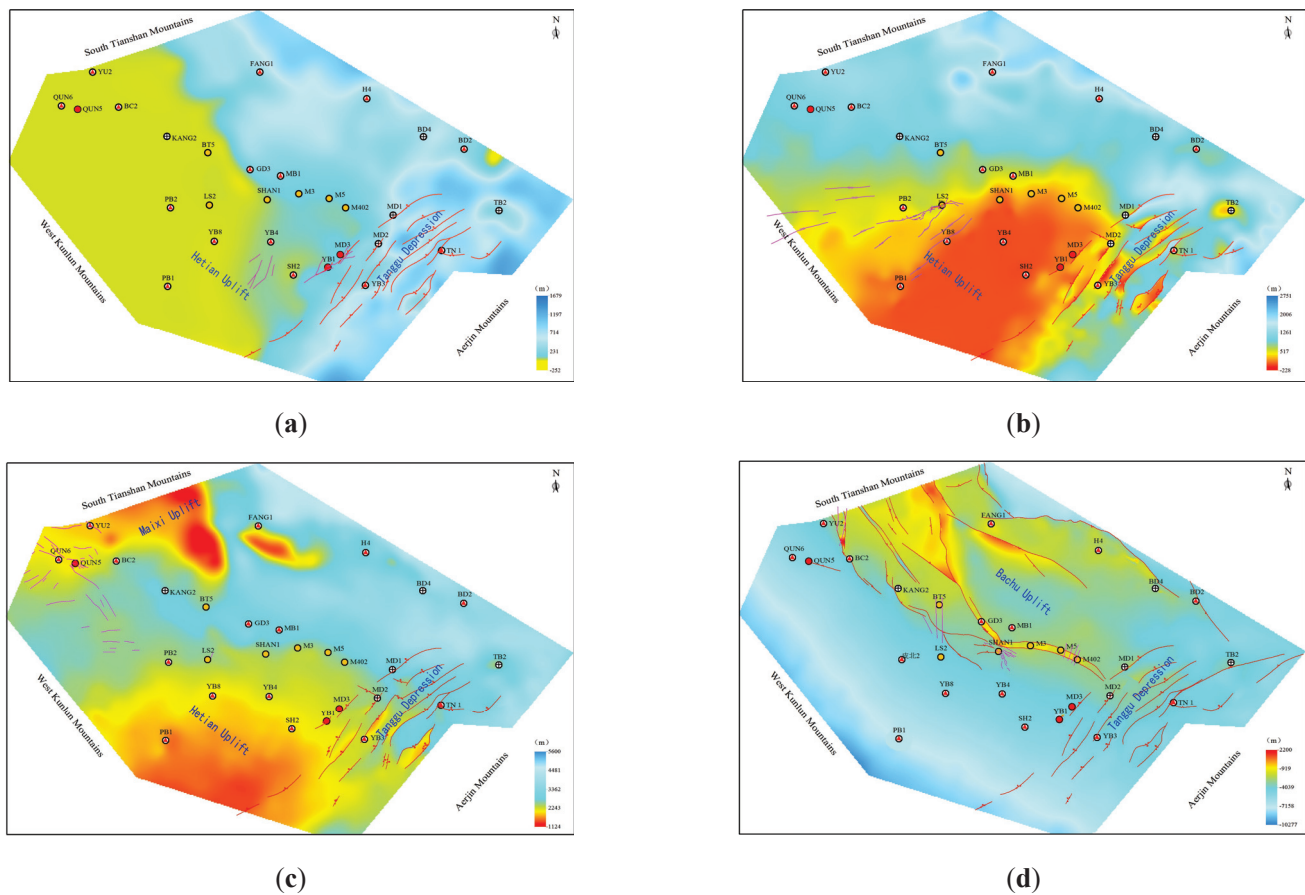 South Tianshan Mountains
N
YU2
FANG1
QUN6
QUN5
BC2
H4
KANG2
BD4
BT5
BD2
GD3
MB1
PB2
LS2
SHAN1
M3
M5
M402
MD1
TB2
YB8
YB4
MD2
MD3
TN 1
West Kunlun Mountains
Hetian Uplift
YB1
Tanggu Depression
SH2
PB1
YB3
Aerjin Mountains
(m)
1679
1197
714
231
-252
(a)
South Tianshan Mountains
N
YU2
FANG1
QUN6
QUN5
BC2
H4
KANG2
BD4
BT5
BD2
GD3
MB1
PB2
LS2
SHAN1
M3
M5
M402
MD1
TB2
YB8
YB4
MD2
MD3
TN 1
West Kunlun Mountains
Hetian Uplift
YB1
Tanggu Depression
SH2
PB1
YB3
Aerjin Mountains
(m)
2751
2006
1261
517
-228
(b)
South Tianshan Mountains
N
Maixi Uplift
YU2
FANG1
QUN6
QUN5
BC2
H4
KANG2
BD4
BT5
BD2
GD3
MB1
PB2
LS2
SHAN1
M3
M5
M402
MD1
TB2
YB8
YB4
MD2
MD3
TN 1
West Kunlun Mountains
Hetian Uplift
YB1
Tanggu Depression
SH2
PB1
YB3
Aerjin Mountains
(m)
5600
4481
3362
2243
1124
(c)
South Tianshan Mountains
N
YU2
FANG1
QUN6
QUN5
BC2
H4
Bachu Uplift
KANG2
BD4
BT5
BD2
GD3
MB1
LS2
SHAN1
M3
M5
M402
MD1
TB2
YB8
YB4
MD2
MD3
TN 1
West Kunlun Mountains
YB1
Tanggu Depression
SH2
PB1
YB3
Aerjin Mountains
(m)
2200
-919
-4039
-7158
-10277
(d)